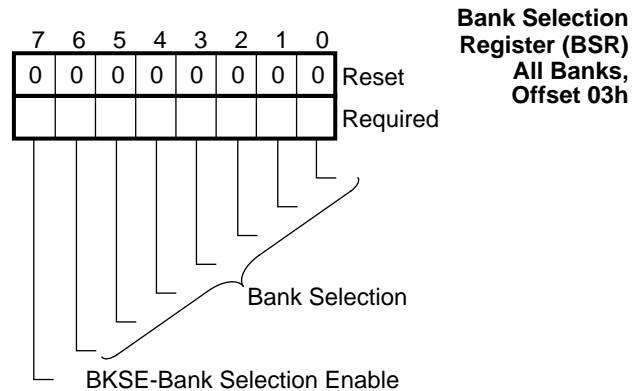 Bank Selection
Register (BSR)
All Banks,
Offset 03h
7 6 5 4 3 2 1 0
0 0 0 0 0 0 0 0 Reset
Required
Bank Selection
BKSE-Bank Selection Enable